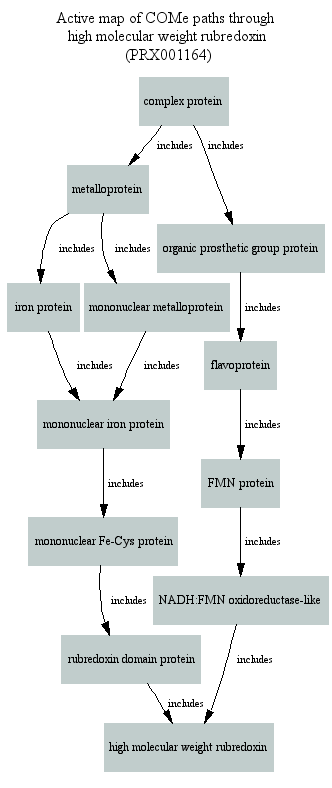 Active map of COMe paths through
high molecular weight rubredoxin
(PRX001164)
complex protein
includes
includes
metalloprotein
organic prosthetic group protein
includes
includes
iron protein
mononuclear metalloprotein
includes
flavoprotein
includes
includes
mononuclear iron protein
includes
FMN protein
includes
mononuclear Fe-Cys protein
includes
NADH:FMN oxidoreductase-like
includes
rubredoxin domain protein
includes
includes
high molecular weight rubredoxin